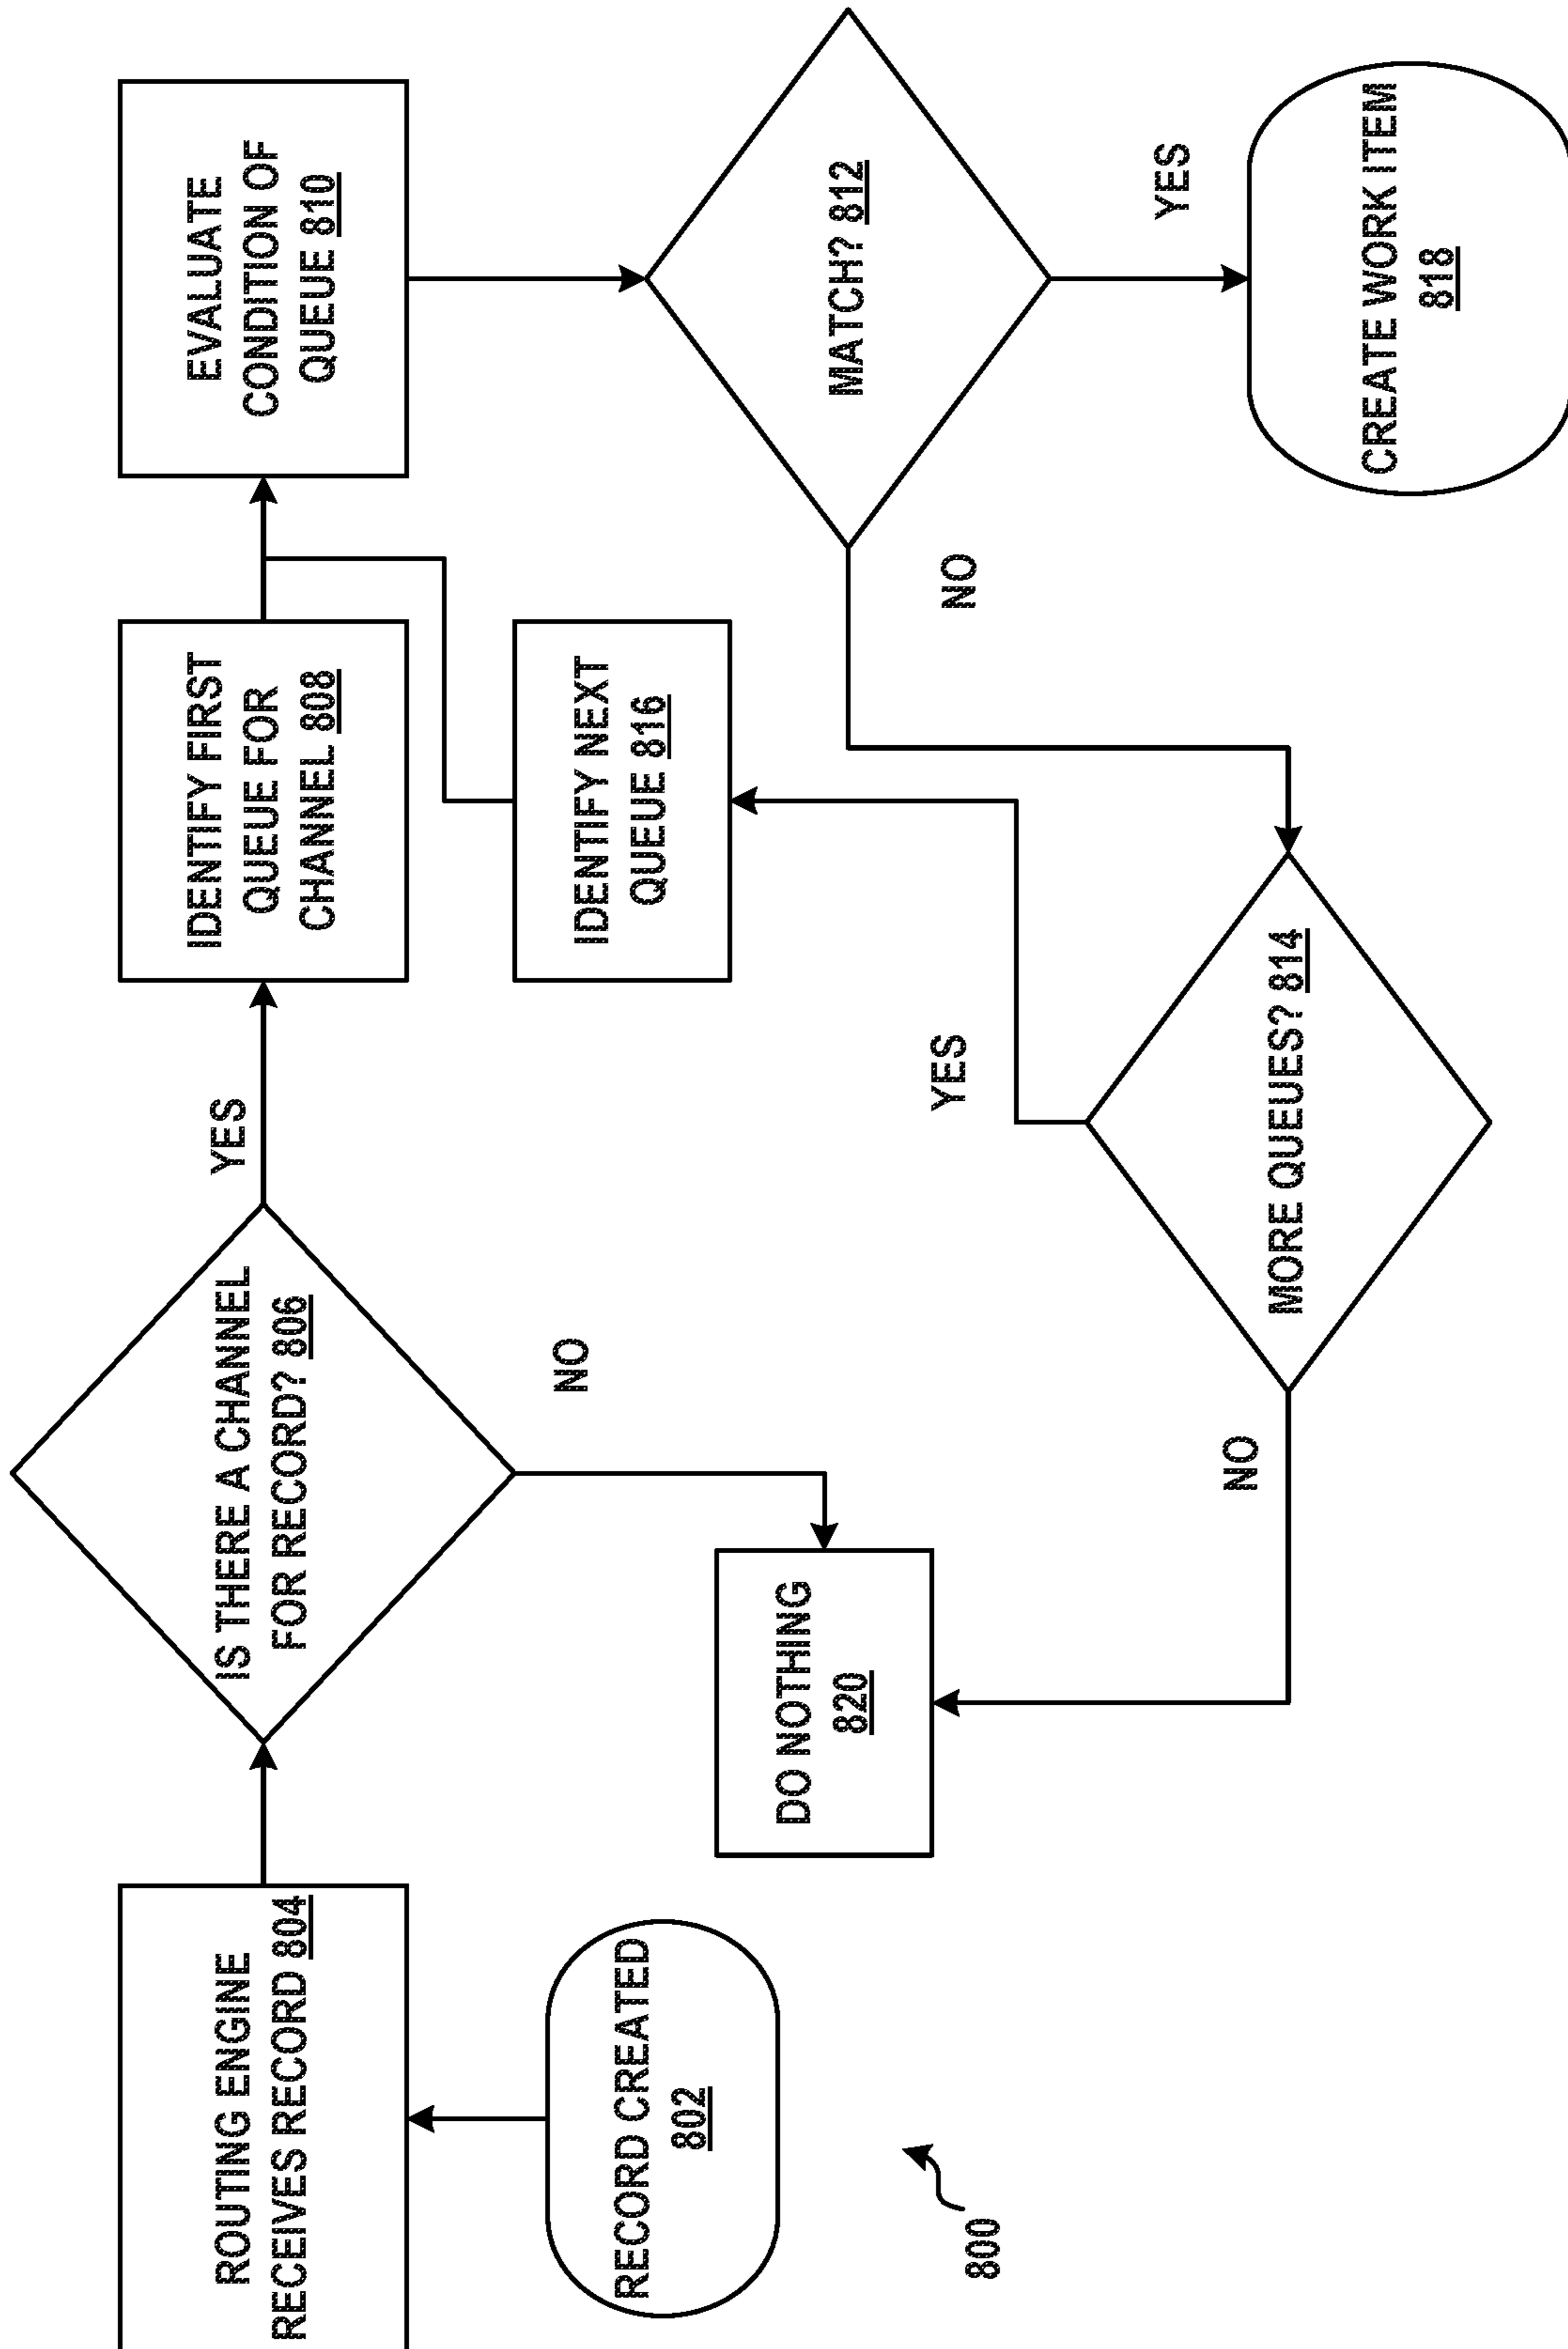 ROUTING ENGINE
RECEIVES RECORD 804
IS THERE A CHANNEL
FOR RECORD? 806
YES
IDENTIFY FIRST
QUEUE FOR
CHANNEL 808
EVALUATE
CONDITION OF
QUEUE 810
RECORD CREATED
802
NO
IDENTIFY NEXT
QUEUE 816
DO NOTHING
820
MATCH? 812
NO
YES
YES
MORE QUEUES? 814
NO
CREATE WORK ITEM
818
800